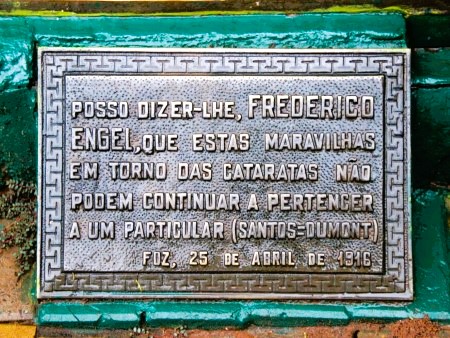 POSSO DIZER-LHE, FREDERICO
ENGEL, QUE ESTAS MARAVILHAS
EM TORNO DAS CATARATAS NÃO
PODEM CONTINUAR A PERTENCER
A UM PARTICULAR (SANTOS=DUMONT)
FOZ, 25 DE ABRIL DE 1916